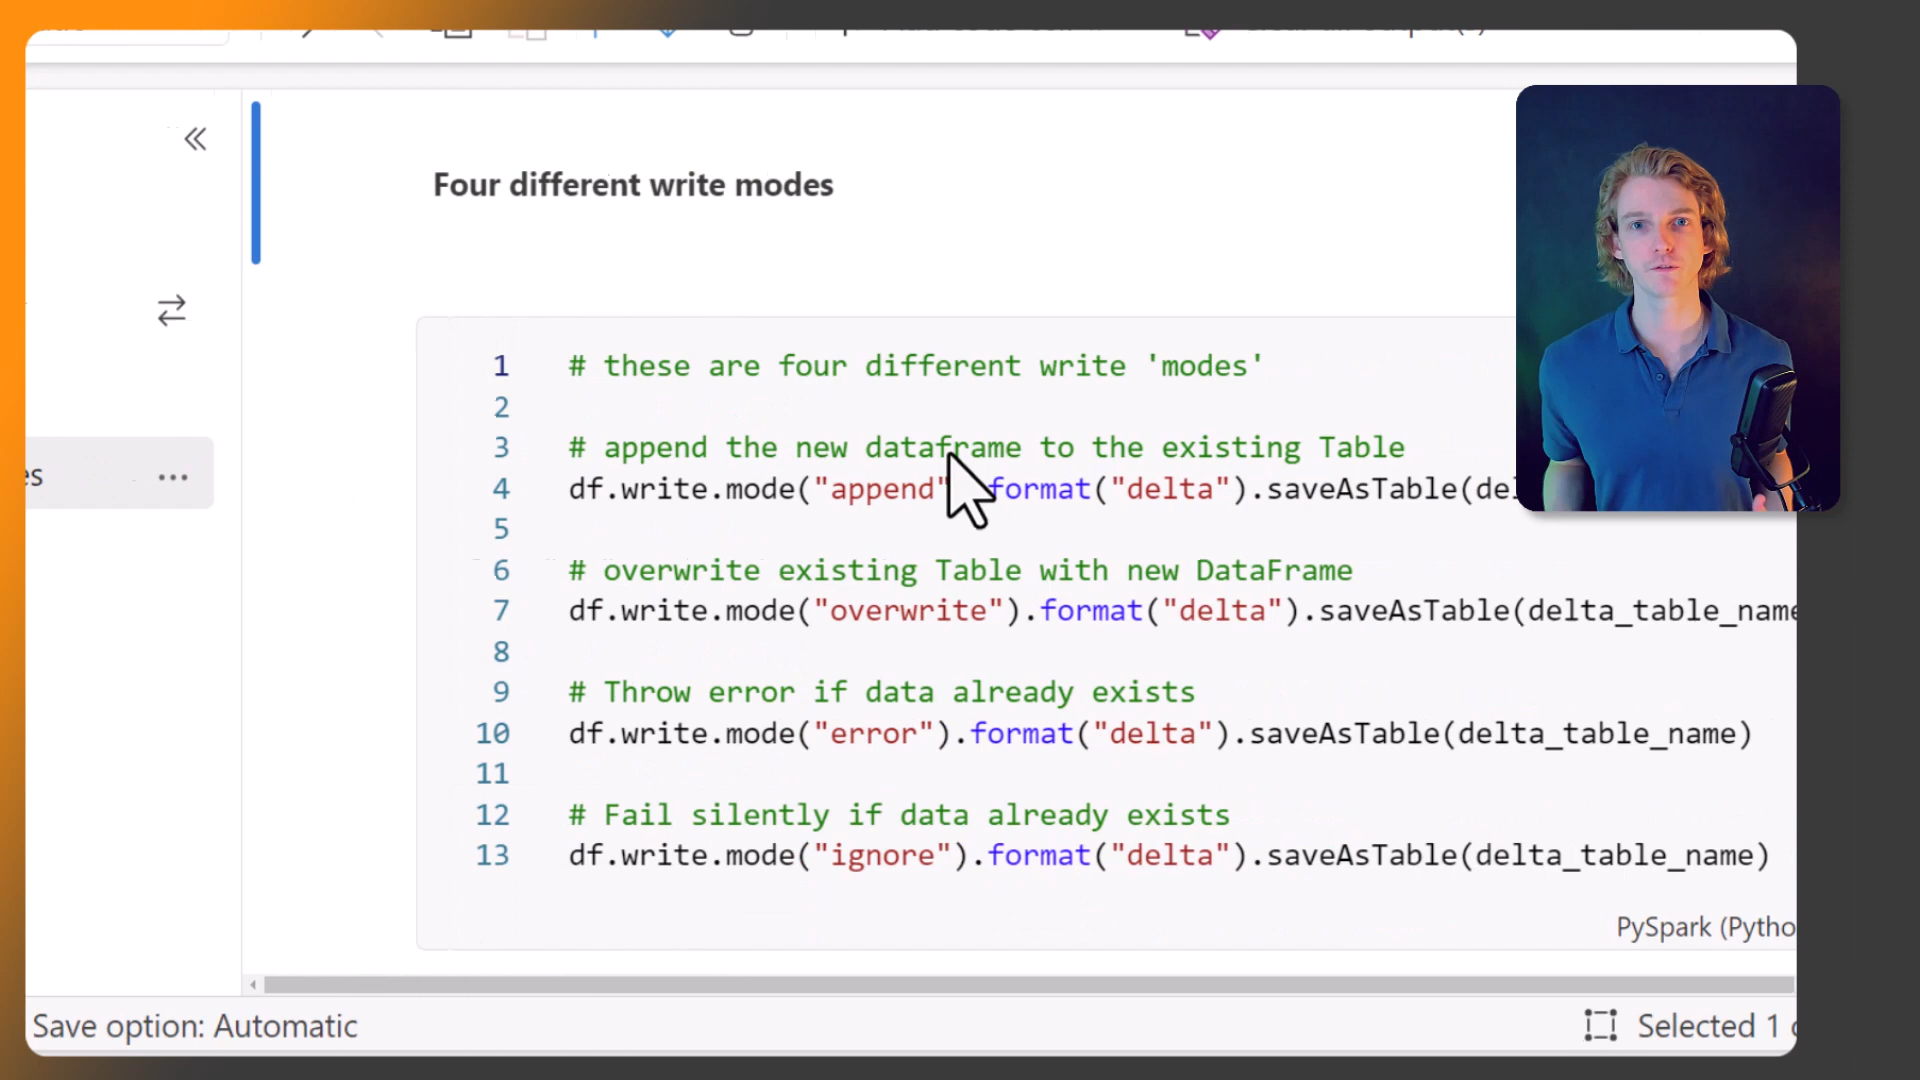 Four different write modes
es
1 # these are four different write 'modes'
2
3 # append the new dataframe to the existing Table
4 df.write.mode("append" format("delta").saveAsTable(del
5
6 # overwrite existing Table with new DataFrame
7 df.write.mode("overwrite").format("delta").saveAsTable(delta_table_name
8
9 # Throw error if data already exists
10 df.write.mode("error").format("delta").saveAsTable(delta_table_name)
11
12 # Fail silently if data already exists
13 df.write.mode("ignore").format("delta").saveAsTable(delta_table_name)
PySpark (Pytho
Save option: Automatic
Selected 1